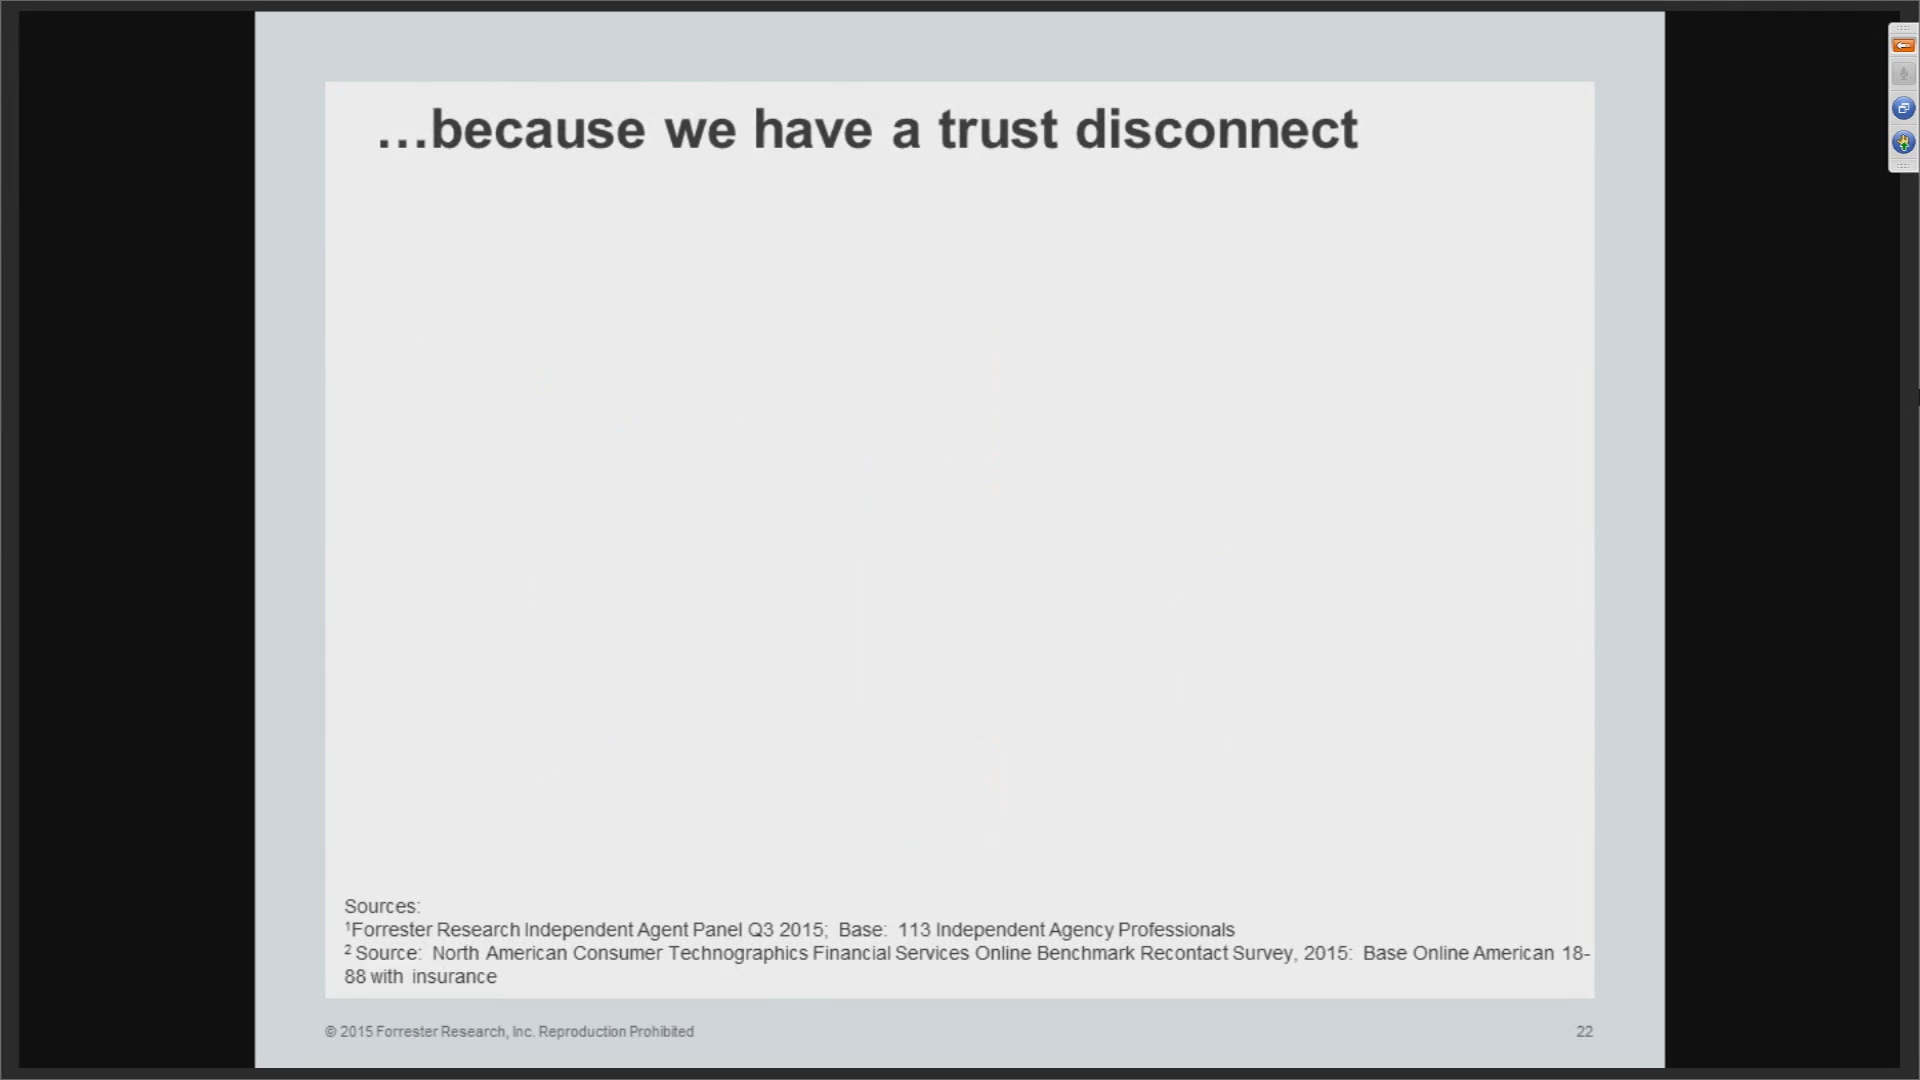 …because we have a trust disconnect
Sources:
¹Forrester Research Independent Agent Panel Q3 2015;  Base:  113 Independent Agency Professionals
² Source:  North American Consumer Technographics Financial Services Online Benchmark Recontact Survey, 2015:  Base Online American 18-
88 with insurance
© 2015 Forrester Research, Inc. Reproduction Prohibited
22